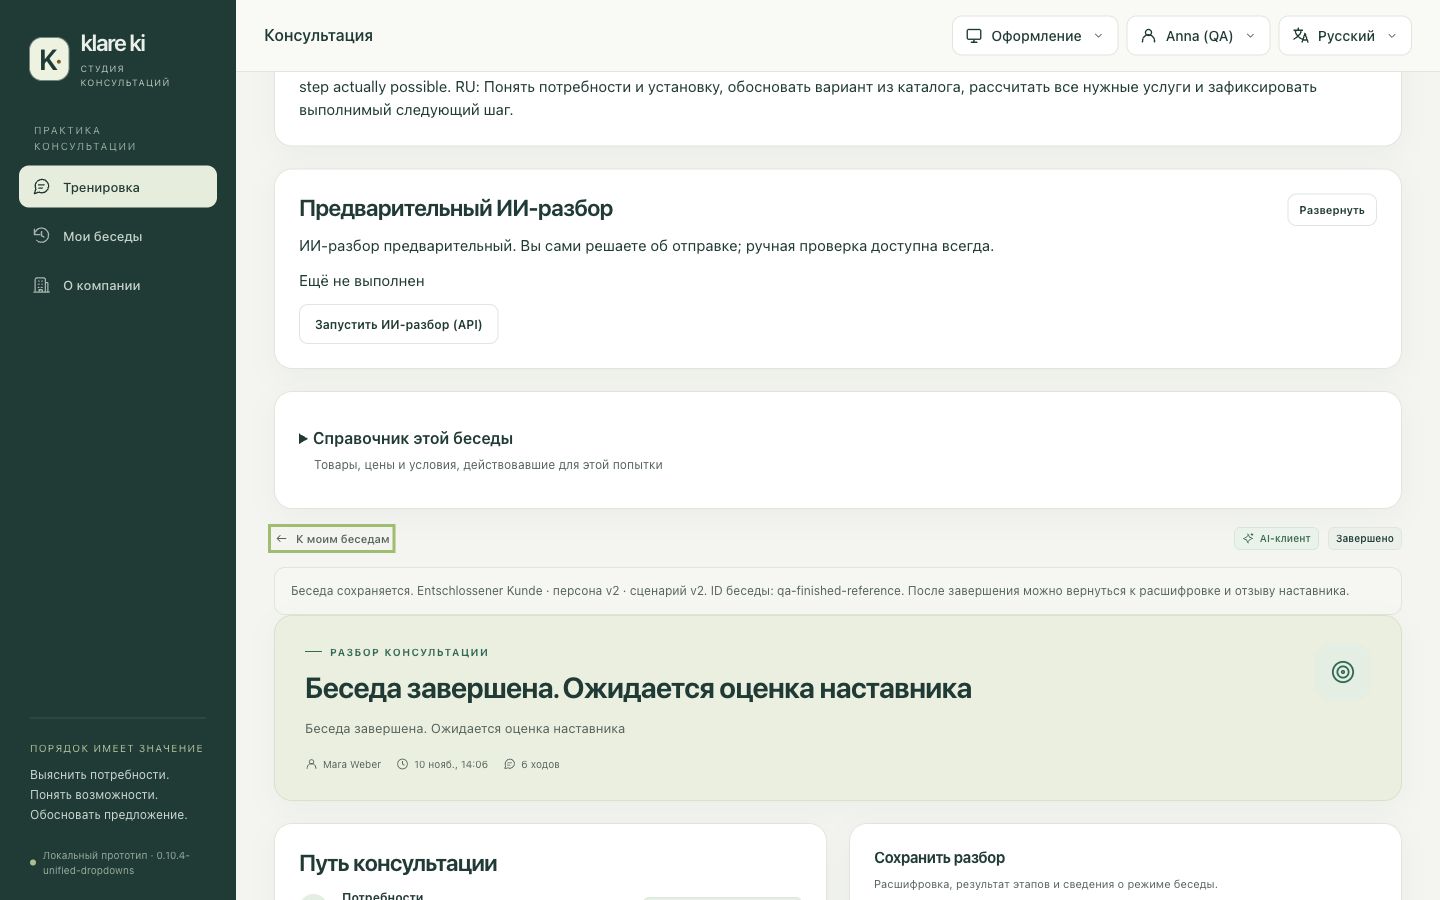 K.
klare ki
СТУДИЯ
КОНСУЛЬТАЦИЙ
ПРАКТИКА
КОНСУЛЬТАЦИИ
Тренировка
Мои беседы
О компании
ПОРЯДОК ИМЕЕТ ЗНАЧЕНИЕ
Выяснить потребности.
Понять возможности.
Обосновать предложение.
Локальный прототип · 0.10.4-
unified-dropdowns
Консультация
Оформление
Anna (QA)
Русский
step actually possible. RU: Понять потребности и установку, обосновать вариант из каталога, рассчитать все нужные услуги и зафиксировать
выполнимый следующий шаг.
Предварительный ИИ-разбор
Развернуть
ИИ-разбор предварительный. Вы сами решаете об отправке; ручная проверка доступна всегда.
Ещё не выполнен
Запустить ИИ-разбор (API)
Справочник этой беседы
Товары, цены и условия, действовавшие для этой попытки
← К моим беседам
AI-клиент
Завершено
Беседа сохраняется. Entschlossener Kunde · персона v2 · сценарий v2. ID беседы: qa-finished-reference. После завершения можно вернуться к расшифровке и отзыву наставника.
РАЗБОР КОНСУЛЬТАЦИИ
Беседа завершена. Ожидается оценка наставника
Беседа завершена. Ожидается оценка наставника
Mara Weber
10 нояб., 14:06
6 ходов
Путь консультации
Потребности
Сохранить разбор
Расшифровка, результат этапов и сведения о режиме беседы.